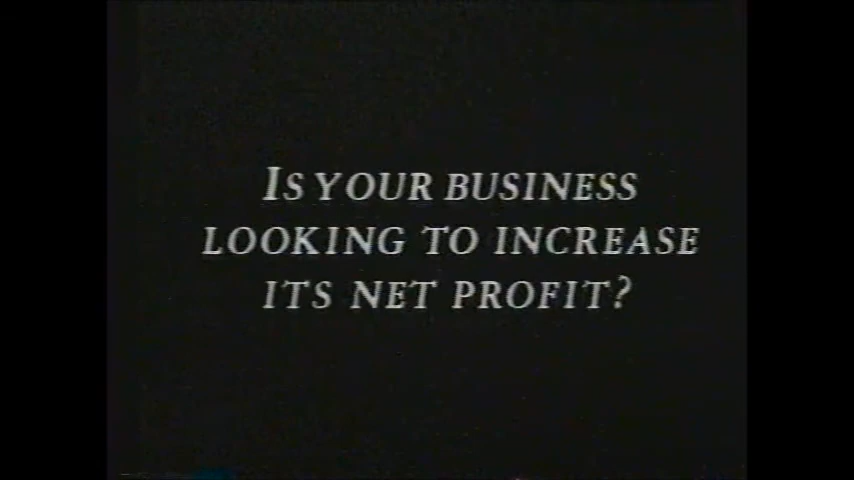 IS YOUR BUSINESS
LOOKING TO INCREASE
ITS NET PROFIT?